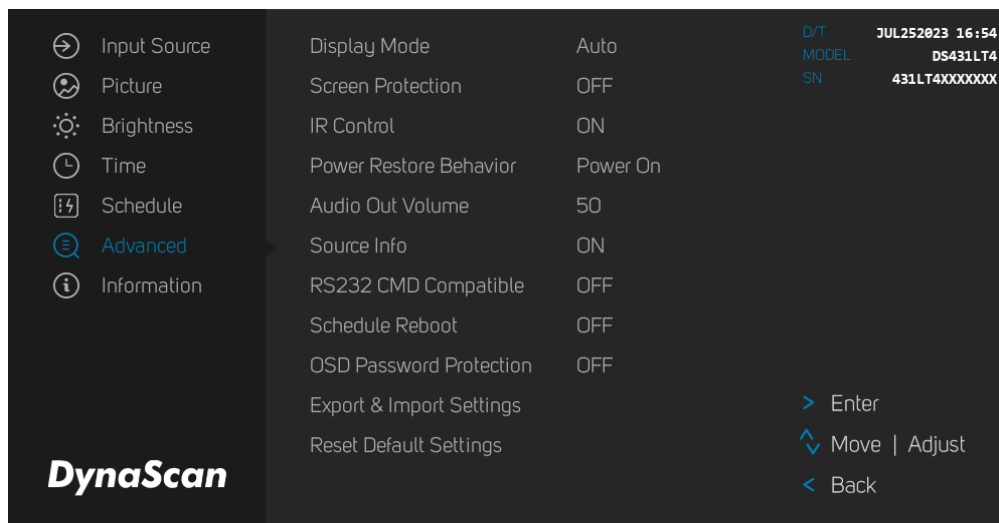 Input Source
Picture
Brightness
Time
Schedule
Advanced
Information
DynaScan
Display Mode Auto
Screen Protection OFF
IR Control ON
Power Restore Behavior Power On
Audio Out Volume 50
Source Info ON
RS232 CMD Compatible OFF
Schedule Reboot OFF
OSD Password Protection OFF
Export & Import Settings
Reset Default Settings
D/T JUL252023 16:54
MODEL DS431LT4
SN 431LT4XXXXXXX
> Enter
Move | Adjust
< Back